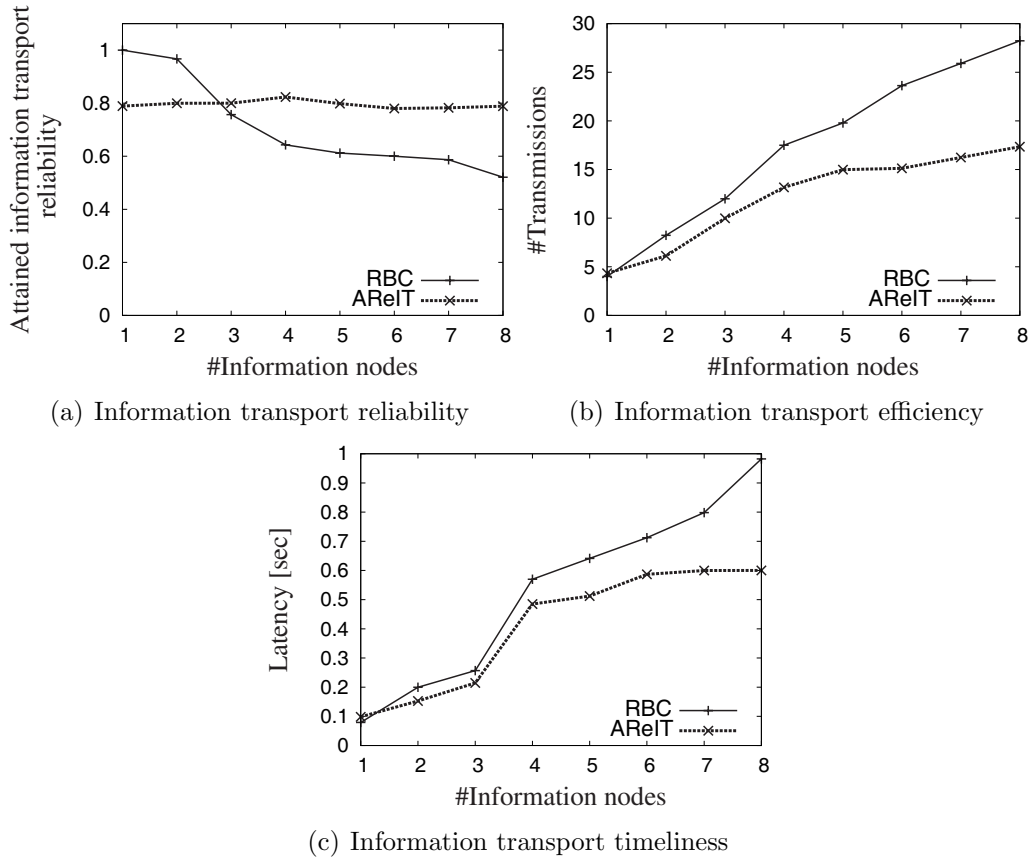 Attained information transport
reliability
1
0.8
0.6
0.4
0.2
0
RBC
AReIT
1 2 3 4 5 6 7 8
#Information nodes
(a) Information transport reliability
#Transmissions
30
25
20
15
10
5
0
RBC
AReIT
1 2 3 4 5 6 7 8
#Information nodes
(b) Information transport efficiency
Latency [sec]
1
0.9
0.8
0.7
0.6
0.5
0.4
0.3
0.2
0.1
0
RBC
AReIT
1 2 3 4 5 6 7 8
#Information nodes
(c) Information transport timeliness